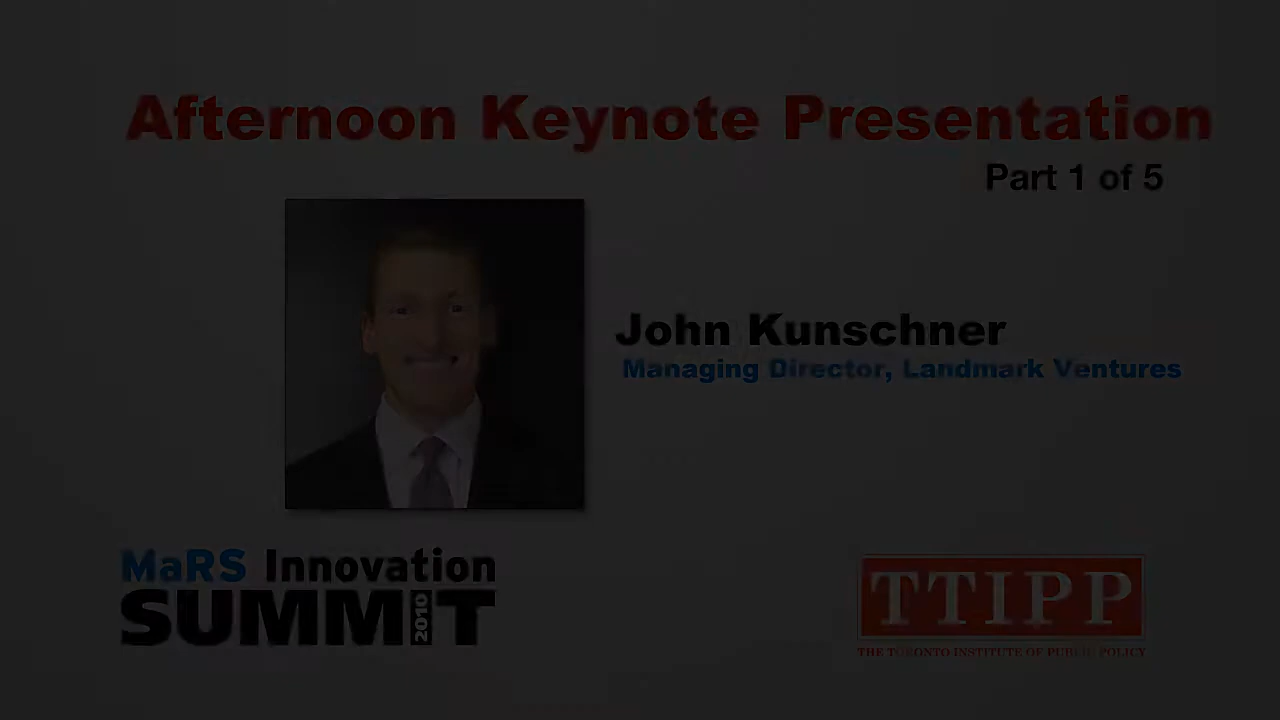 Afternoon Keynote Presentation
Part 1 of 5
John Kunschner
Managing Director, Landmark Ventures
MaRS Innovation
SUMMIT 2010
TTIPP
THE TORONTO INSTITUTE OF PUBLIC POLICY